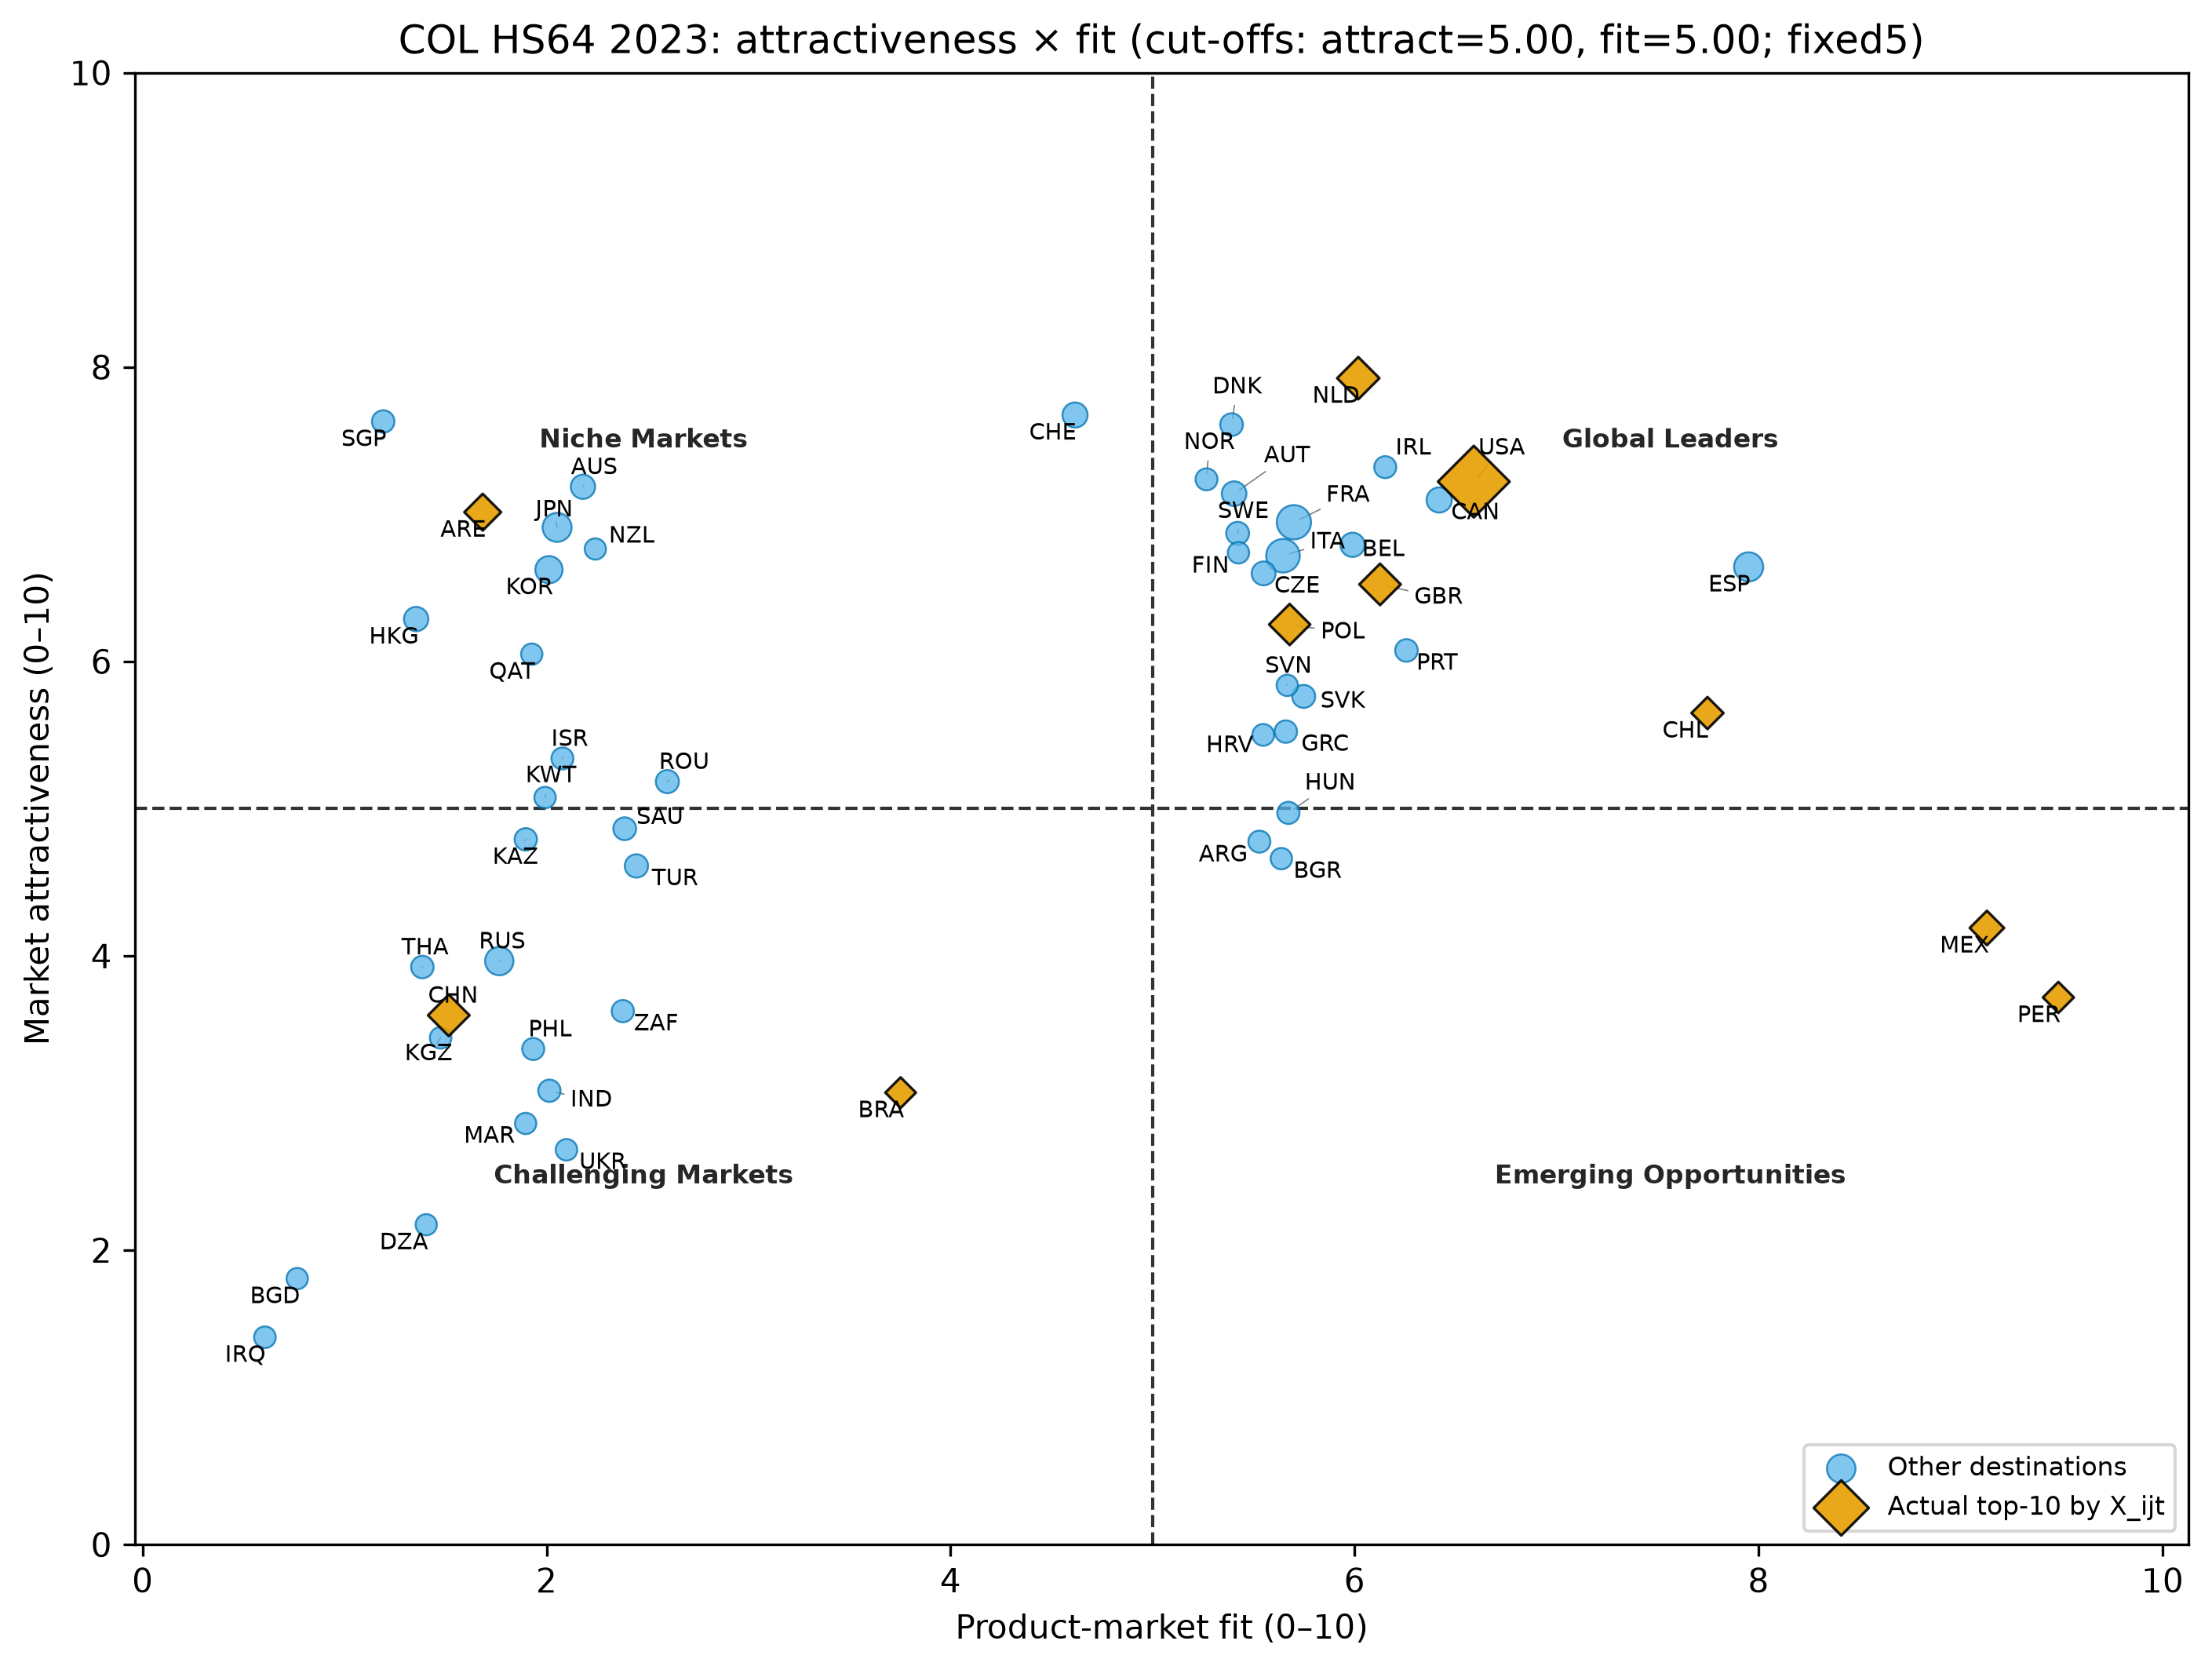 COL HS64 2023: attractiveness × fit (cut-offs: attract=5.00, fit=5.00; fixed5)
Market attractiveness (0–10)
10
8
6
4
2
0
DNK
NLD
SGP
CHE
Niche Markets
Global Leaders
NOR
IRL
USA
AUS
AUT
FRA
JPN
SWE
CAN
ARE
NZL
ITA
BEL
FIN
KOR
CZE
ESP
GBR
HKG
POL
QAT
SVN
PRT
SVK
ISR
CHL
HRV
GRC
ROU
KWT
HUN
SAU
KAZ
ARG
TUR
BGR
THA
RUS
MEX
CHN
PER
ZAF
PHL
KGZ
IND
BRA
MAR
UKR
Challenging Markets
Emerging Opportunities
DZA
BGD
IRQ
Other destinations
Actual top-10 by X_ijt
0
2
4
6
8
10
Product-market fit (0–10)